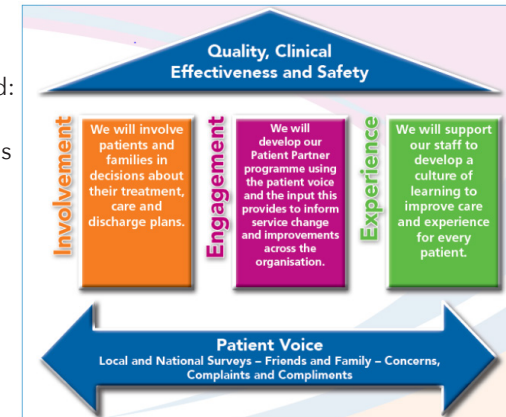 d:
s
Quality, Clinical
Effectiveness and Safety
Involvement
We will involve
patients and
families in
decisions about
their treatment,
care and
discharge plans.
Engagement
We will
develop our
Patient Partner
programme using
the patient voice
and the input this
provides to inform
service change
and improvements
across the
organisation.
Experience
We will support
our staff to
develop a
culture of
learning to
improve care
and experience
for every
patient.
Patient Voice
Local and National Surveys – Friends and Family – Concerns,
Complaints and Compliments